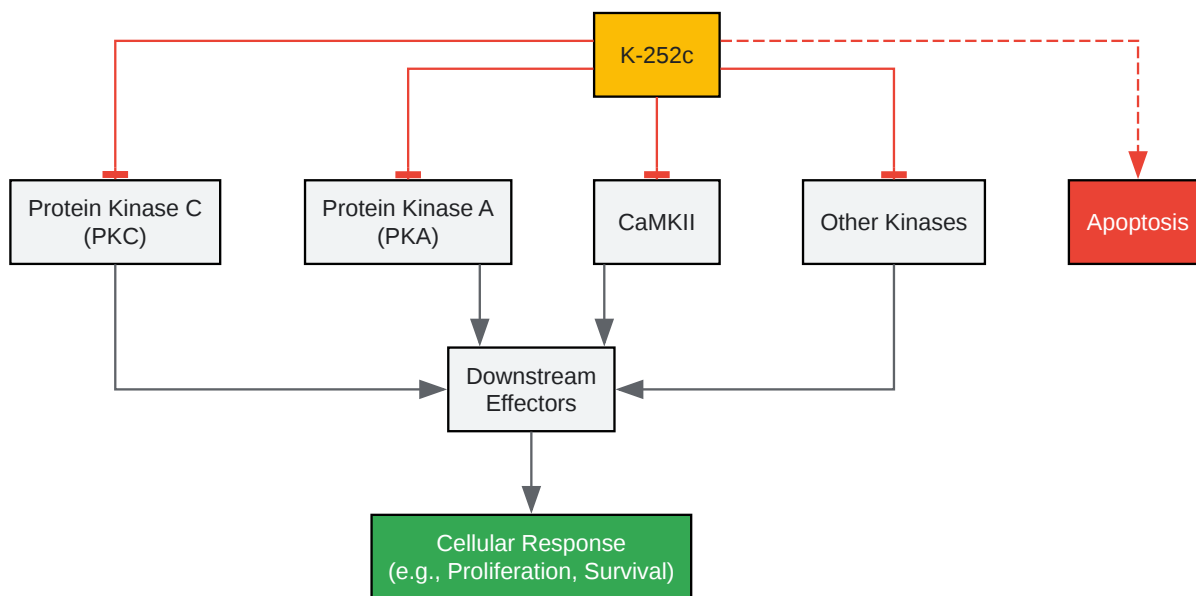 K-252c
Protein Kinase C
(PKC)
Protein Kinase A
(PKA)
CaMKII
Other Kinases
Apoptosis
Downstream
Effectors
Cellular Response
(e.g., Proliferation, Survival)